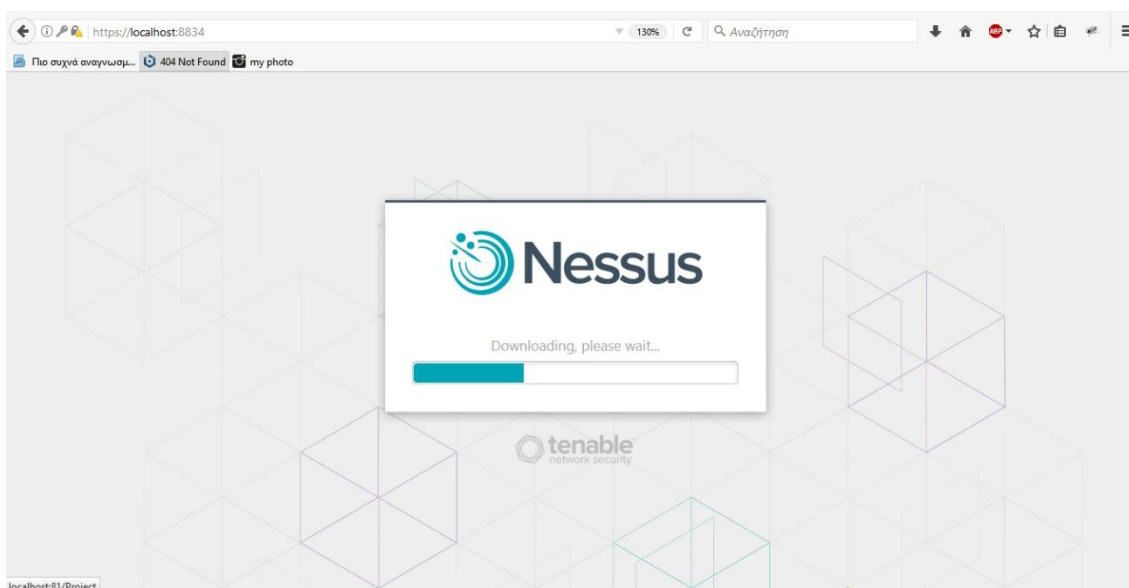 https://localhost:8834
130%
Αναζήτηση
ABP
Πιο συχνά αναγνωσμ...
404 Not Found
my photo
Nessus
Downloading, please wait...
tenable
network security
localhost:81/Project